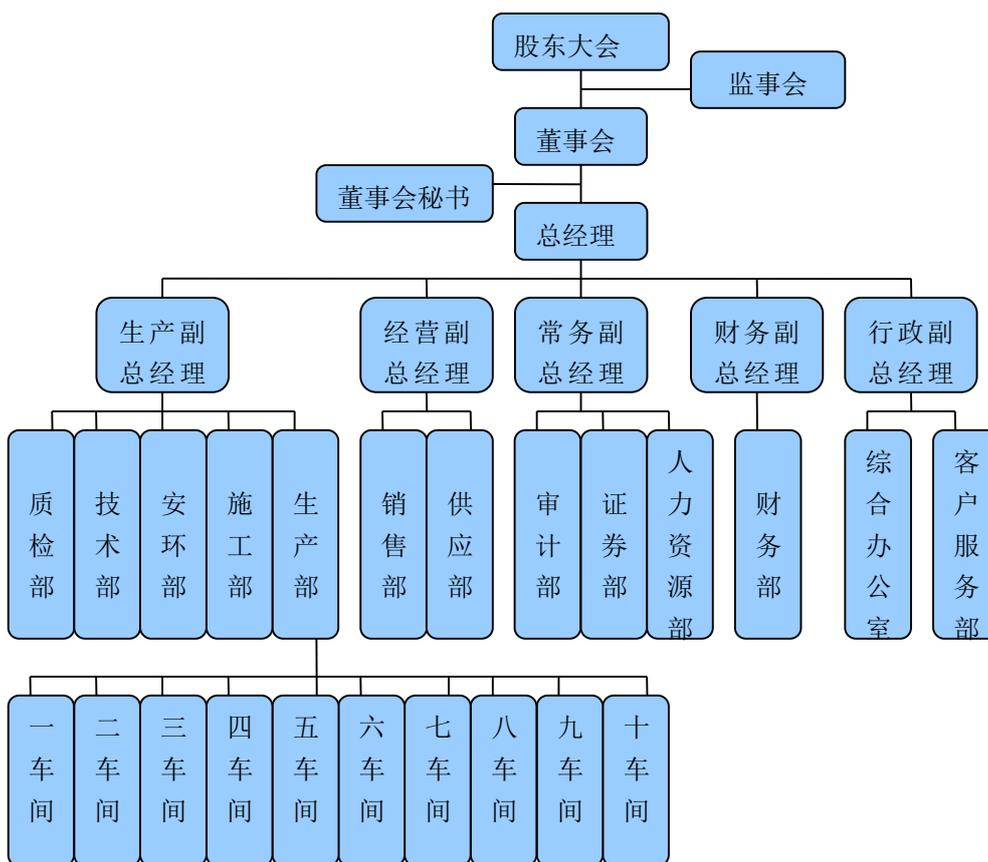 股东大会
监事会
董事会
董事会秘书
总经理
生产副
总经理
经营副
总经理
常务副
总经理
财务副
总经理
行政副
总经理
质检部
技术部
安环部
施工部
生产部
销售部
供应部
审计部
证券部
人力资源部
财务部
综合办公室
客户服务部
一车间
二车间
三车间
四车间
五车间
六车间
七车间
八车间
九车间
十车间